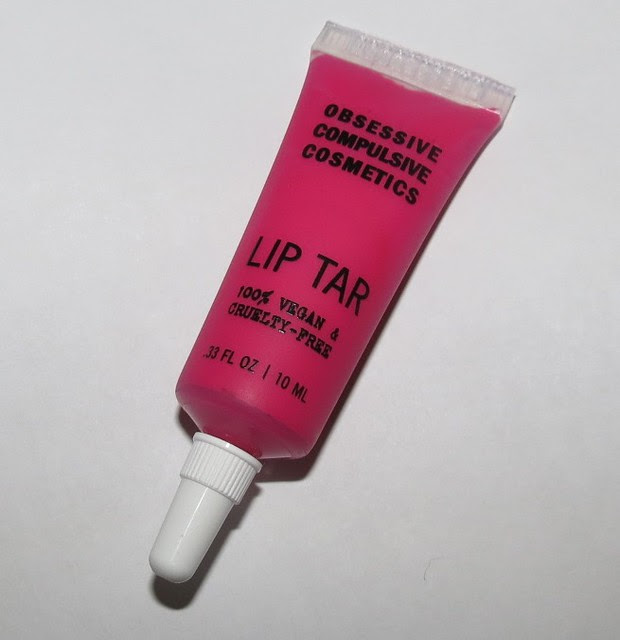 OBSESSIVE
COMPULSIVE
COSMETICS
LIP TAR
100% VEGAN &
CRUELTY-FREE
.33 FL OZ | 10 ML